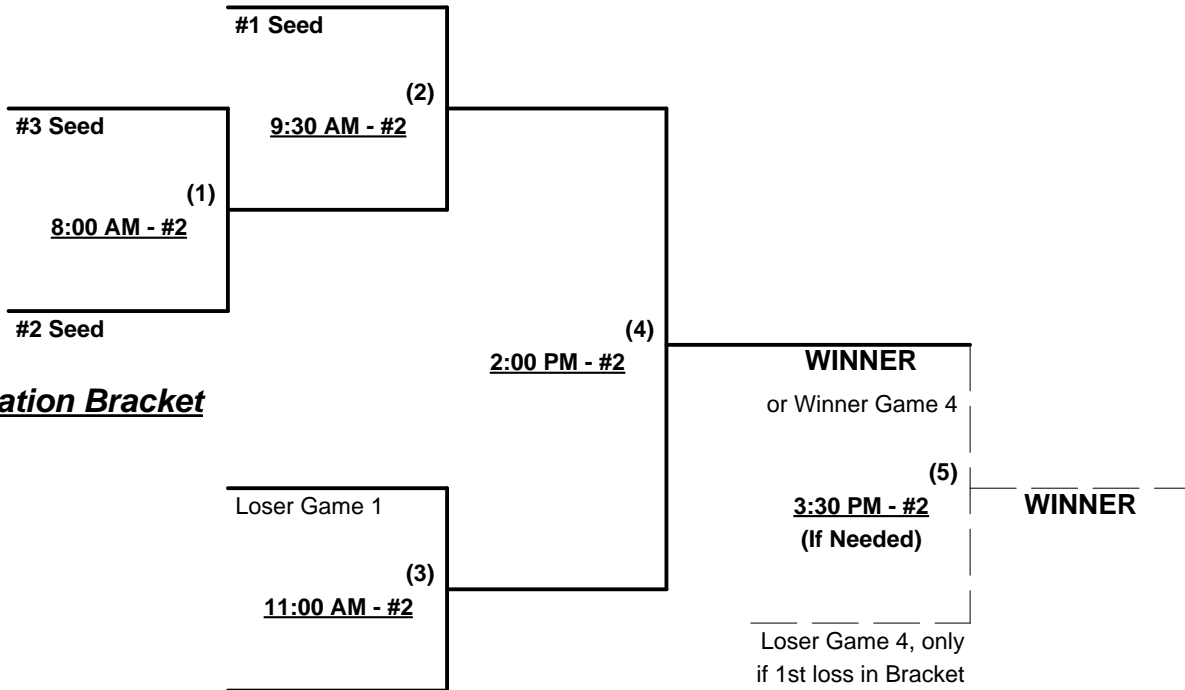 #1 Seed
(2)
#3 Seed
9:30 AM - #2
(1)
8:00 AM - #2
#2 Seed
(4)
2:00 PM - #2
WINNER
ation Bracket
or Winner Game 4
(5)
Loser Game 1
3:30 PM - #2
WINNER
(If Needed)
(3)
11:00 AM - #2
Loser Game 4, only
if 1st loss in Bracket